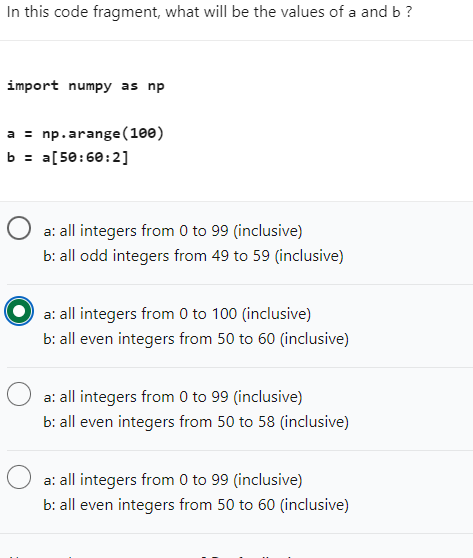 In this code fragment, what will be the values of a and b ?
import numpy as np
a = np.arange(100)
b = a[50:60:2]
a: all integers from 0 to 99 (inclusive)
b: all odd integers from 49 to 59 (inclusive)
a: all integers from 0 to 100 (inclusive)
b: all even integers from 50 to 60 (inclusive)
a: all integers from 0 to 99 (inclusive)
b: all even integers from 50 to 58 (inclusive)
a: all integers from 0 to 99 (inclusive)
b: all even integers from 50 to 60 (inclusive)